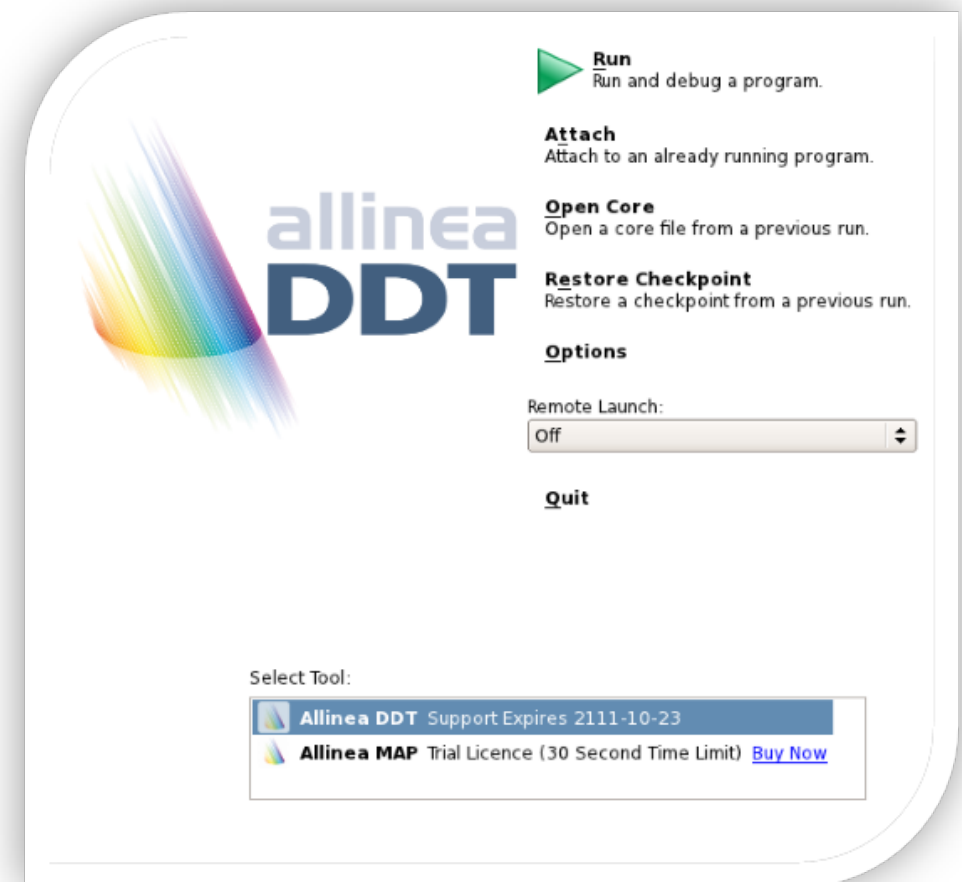 allinea
DDT
Run
Run and debug a program.
Attach
Attach to an already running program.
Open Core
Open a core file from a previous run.
Restore Checkpoint
Restore a checkpoint from a previous run.
Options
Remote Launch:
Off
Quit
Select Tool:
Allinea DDT Support Expires 2111-10-23
Allinea MAP Trial Licence (30 Second Time Limit) Buy Now